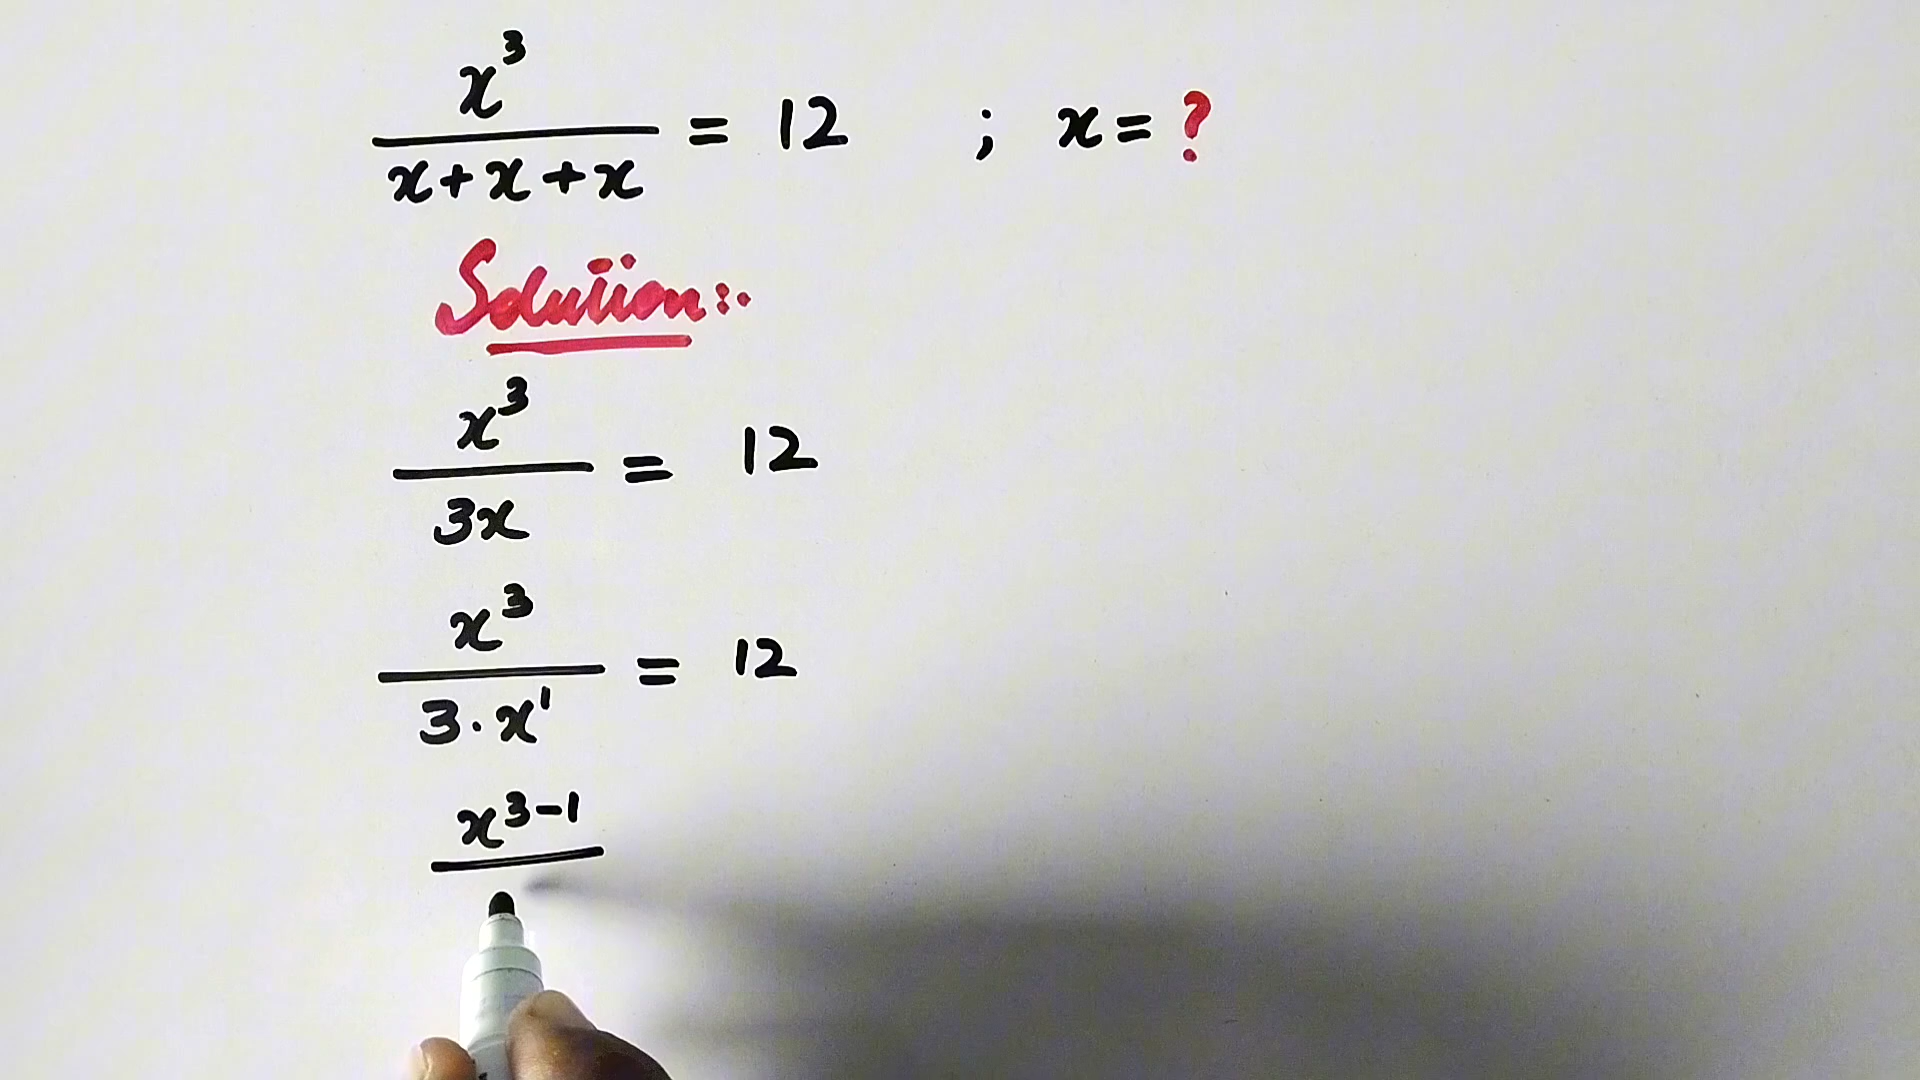 x³/(x+x+x) = 12 ; x = ?
Solution:-
x³/3x = 12
x³/(3·x¹) = 12
x³⁻¹/